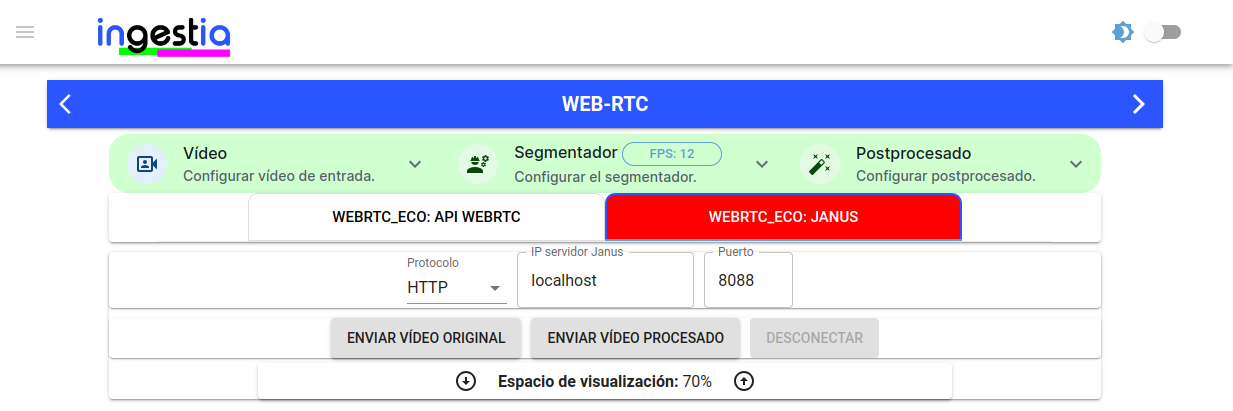 ingestia
WEB-RTC
Vídeo
Configurar vídeo de entrada.
Segmentador FPS: 12
Configurar el segmentador.
Postprocesado
Configurar postprocesado.
WEBRTC_ECO: API WEBRTC
WEBRTC_ECO: JANUS
Protocolo
HTTP
IP servidor Janus
localhost
Puerto
8088
ENVIAR VÍDEO ORIGINAL
ENVIAR VÍDEO PROCESADO
DESCONECTAR
Espacio de visualización: 70%